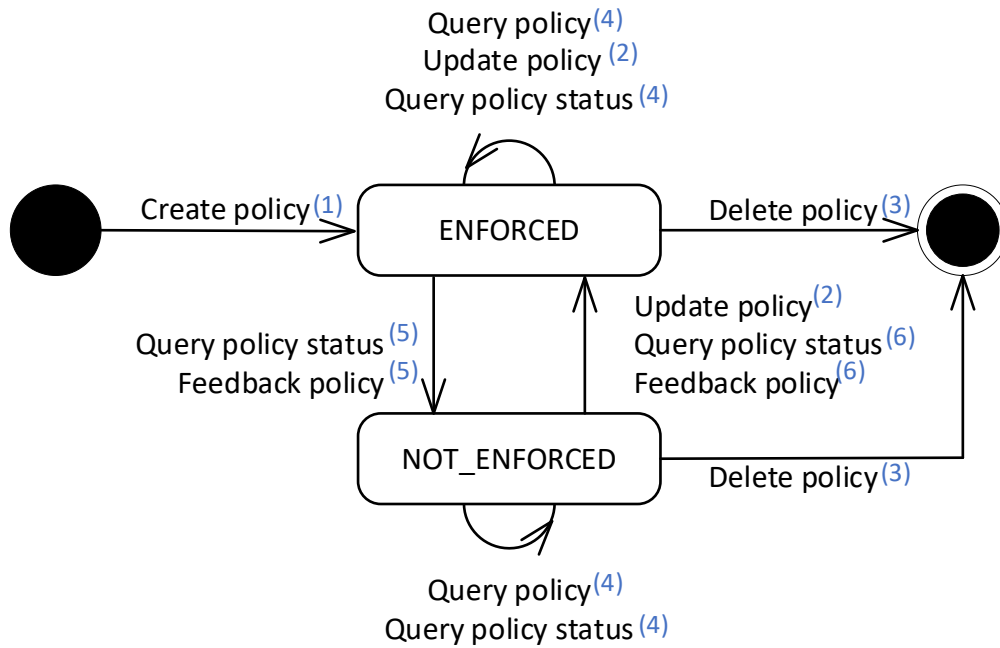 Query policy (4)
Update policy (2)
Query policy status (4)
Create policy (1)
ENFORCED
Delete policy (3)
Query policy status (5)
Feedback policy (5)
Update policy (2)
Query policy status (6)
Feedback policy (6)
NOT_ENFORCED
Delete policy (3)
Query policy (4)
Query policy status (4)